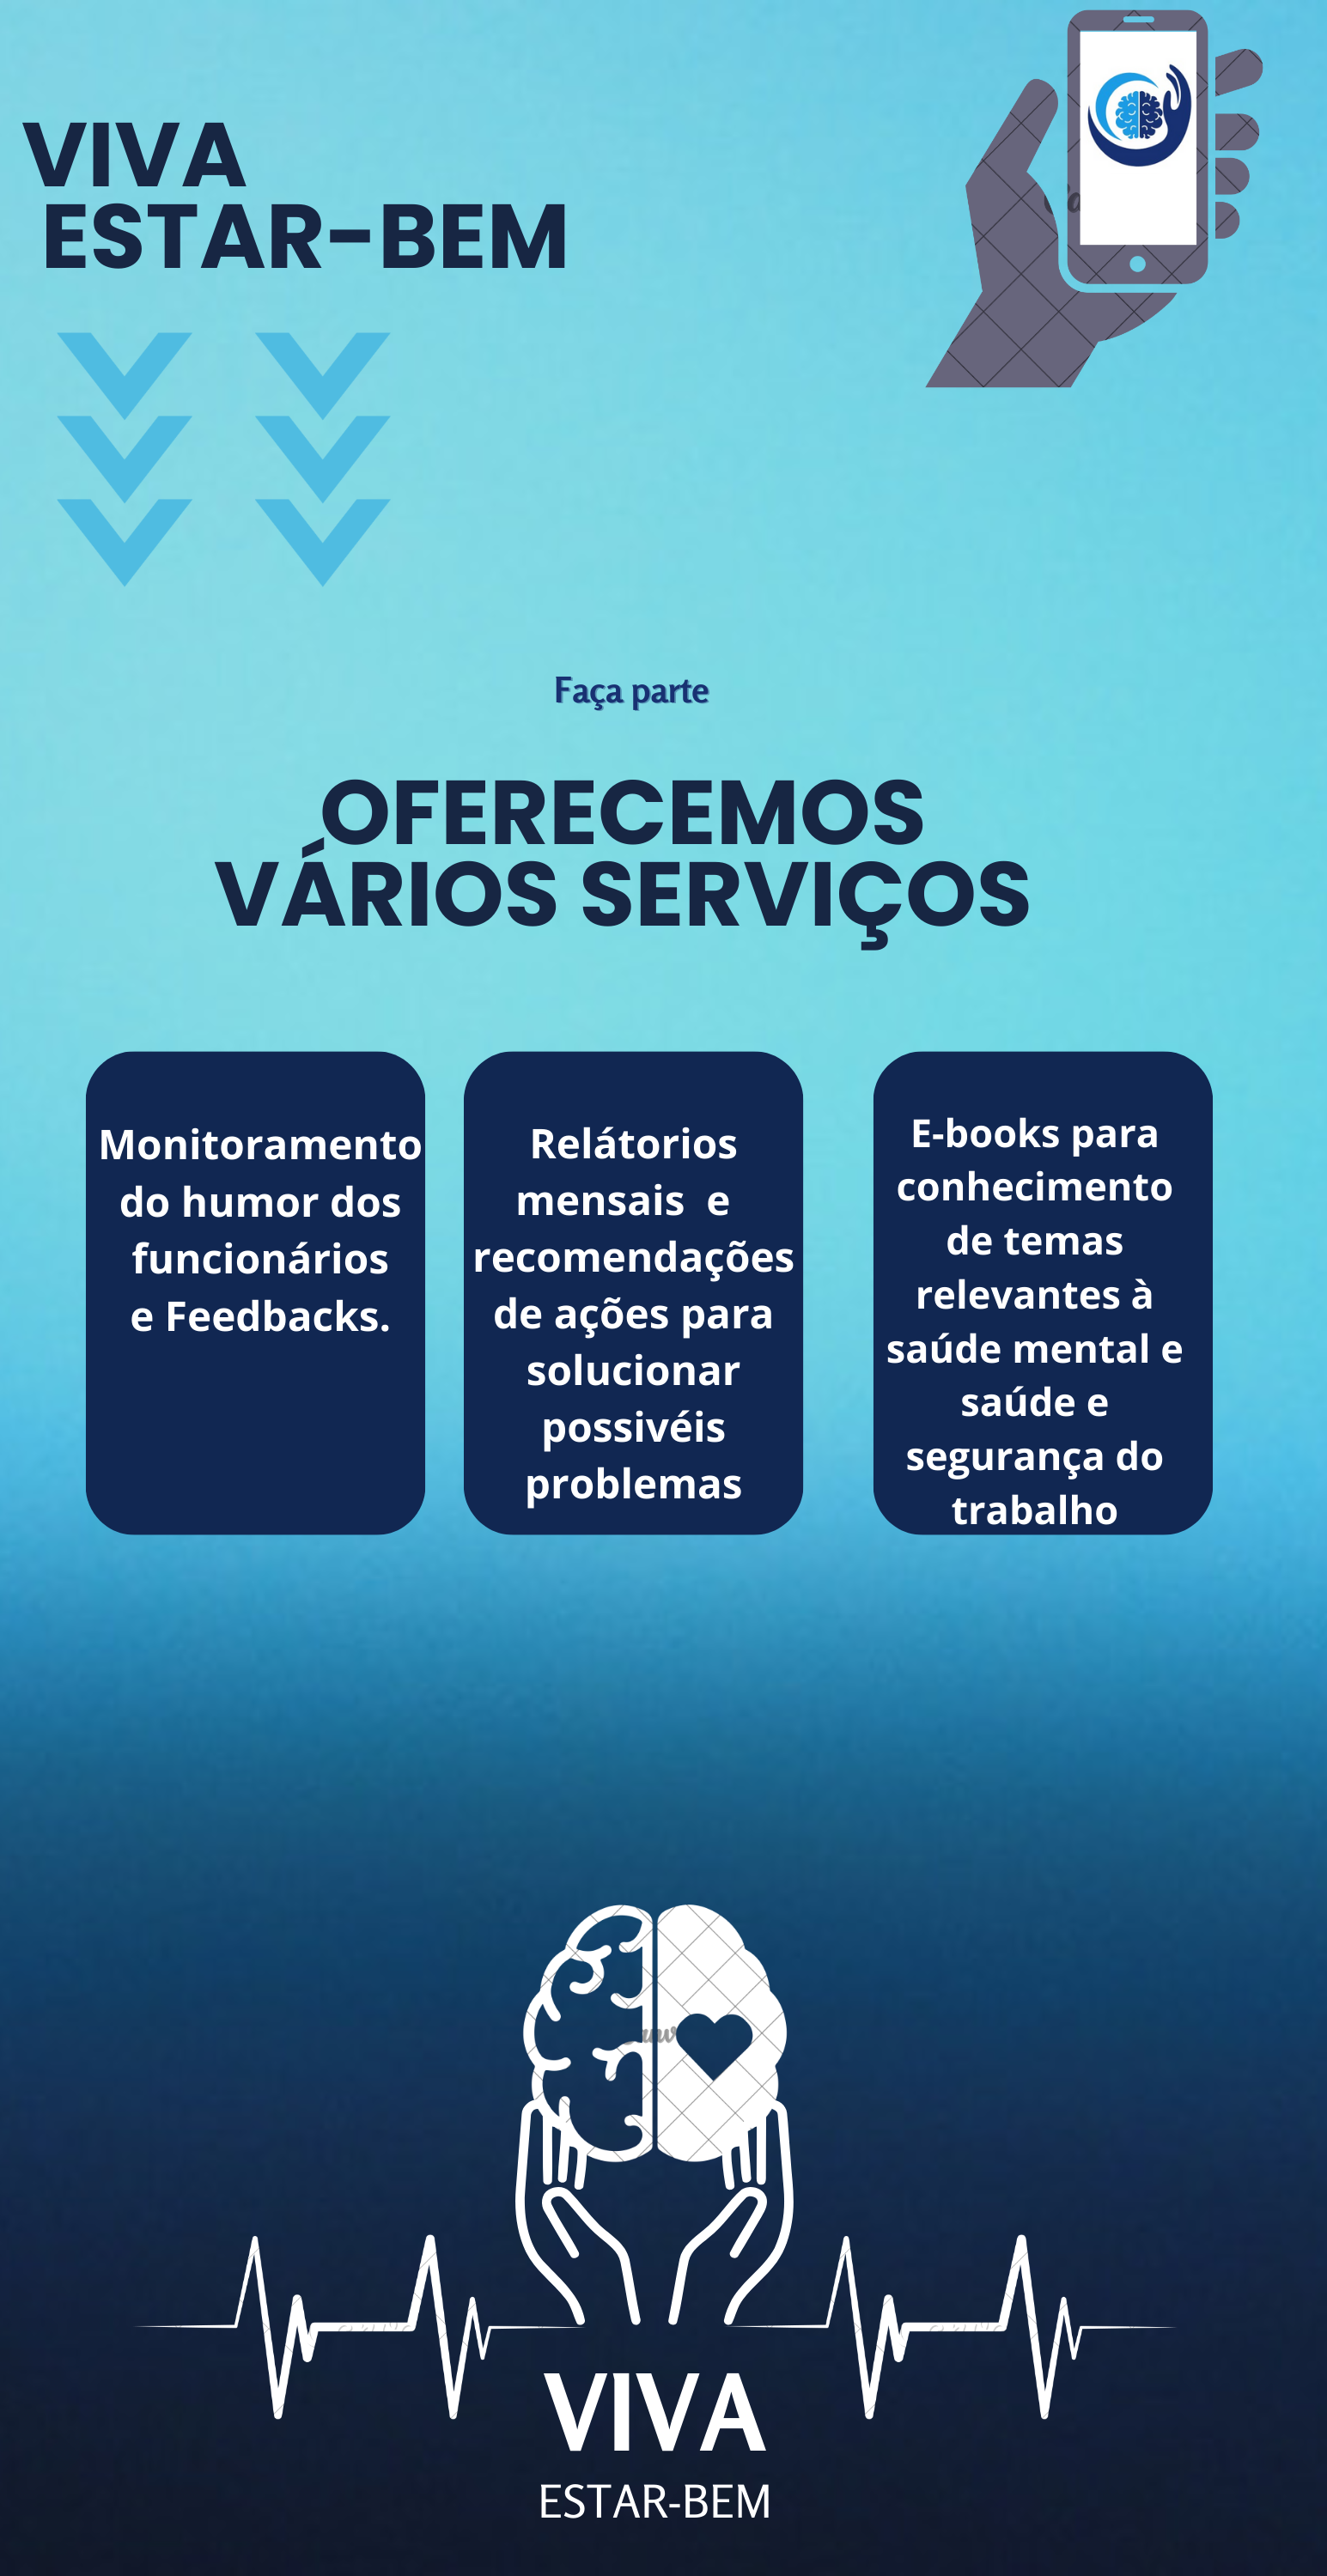 VIVA
ESTAR-BEM
Faça parte
OFERECEMOS
VÁRIOS SERVIÇOS
Monitoramento
do humor dos
funcionários
e Feedbacks.
Relátorios
mensais e
recomendações
de ações para
solucionar
possivéis
problemas
E-books para
conhecimento
de temas
relevantes à
saúde mental e
saúde e
segurança do
trabalho
VIVA
ESTAR-BEM